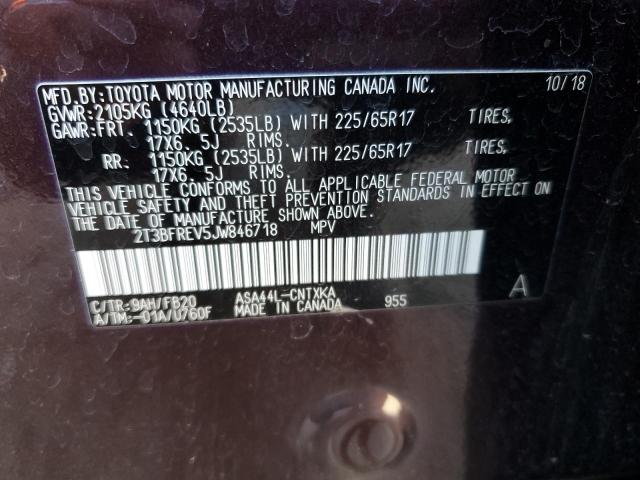 MFD.BY:TOYOTA MOTOR MANUFACTURING CANADA INC. 10/18
GVWR:2105KG (4640LB)
GAWR:FRT. 1150KG (2535LB) WITH 225/65R17 TIRES,
17X6.5J RIMS.
RR: 1150KG (2535LB) WITH 225/65R17 TIRES,
17X6.5J RIMS.
THIS VEHICLE CONFORMS TO ALL APPLICABLE FEDERAL MOTOR
VEHICLE SAFETY AND THEFT PREVENTION STANDARDS IN EFFECT ON
THE DATE OF MANUFACTURE SHOWN ABOVE.
2T3BFREV5JW846718 MPV
C/TR:9AH/FB20 ASA44L-CNTXKA A
A/TM:-01A/U760F MADE IN CANADA 955